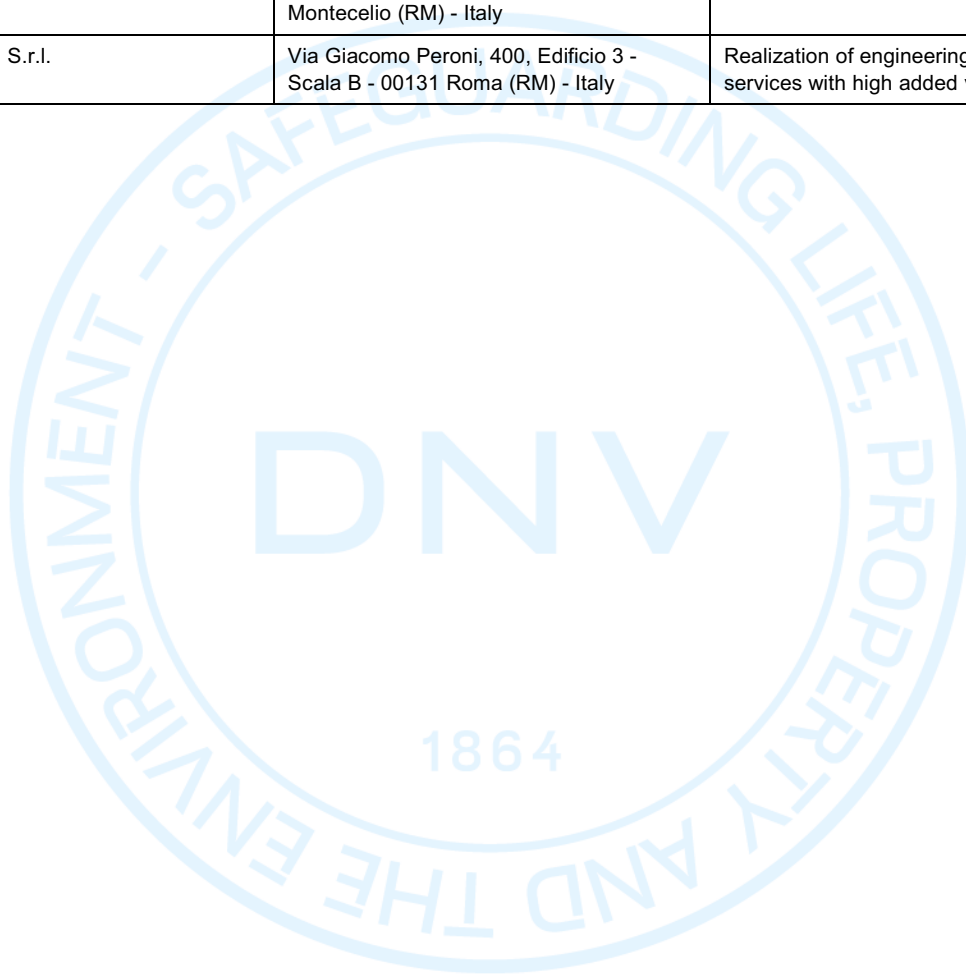 Montecelio (RM) - Italy
S.r.l.
Via Giacomo Peroni, 400, Edificio 3 -
Scala B - 00131 Roma (RM) - Italy
Realization of engineering
services with high added
SAFEGUARDING LIFE, PROPERTY AND THE ENVIRONMENT -
DNV
1864